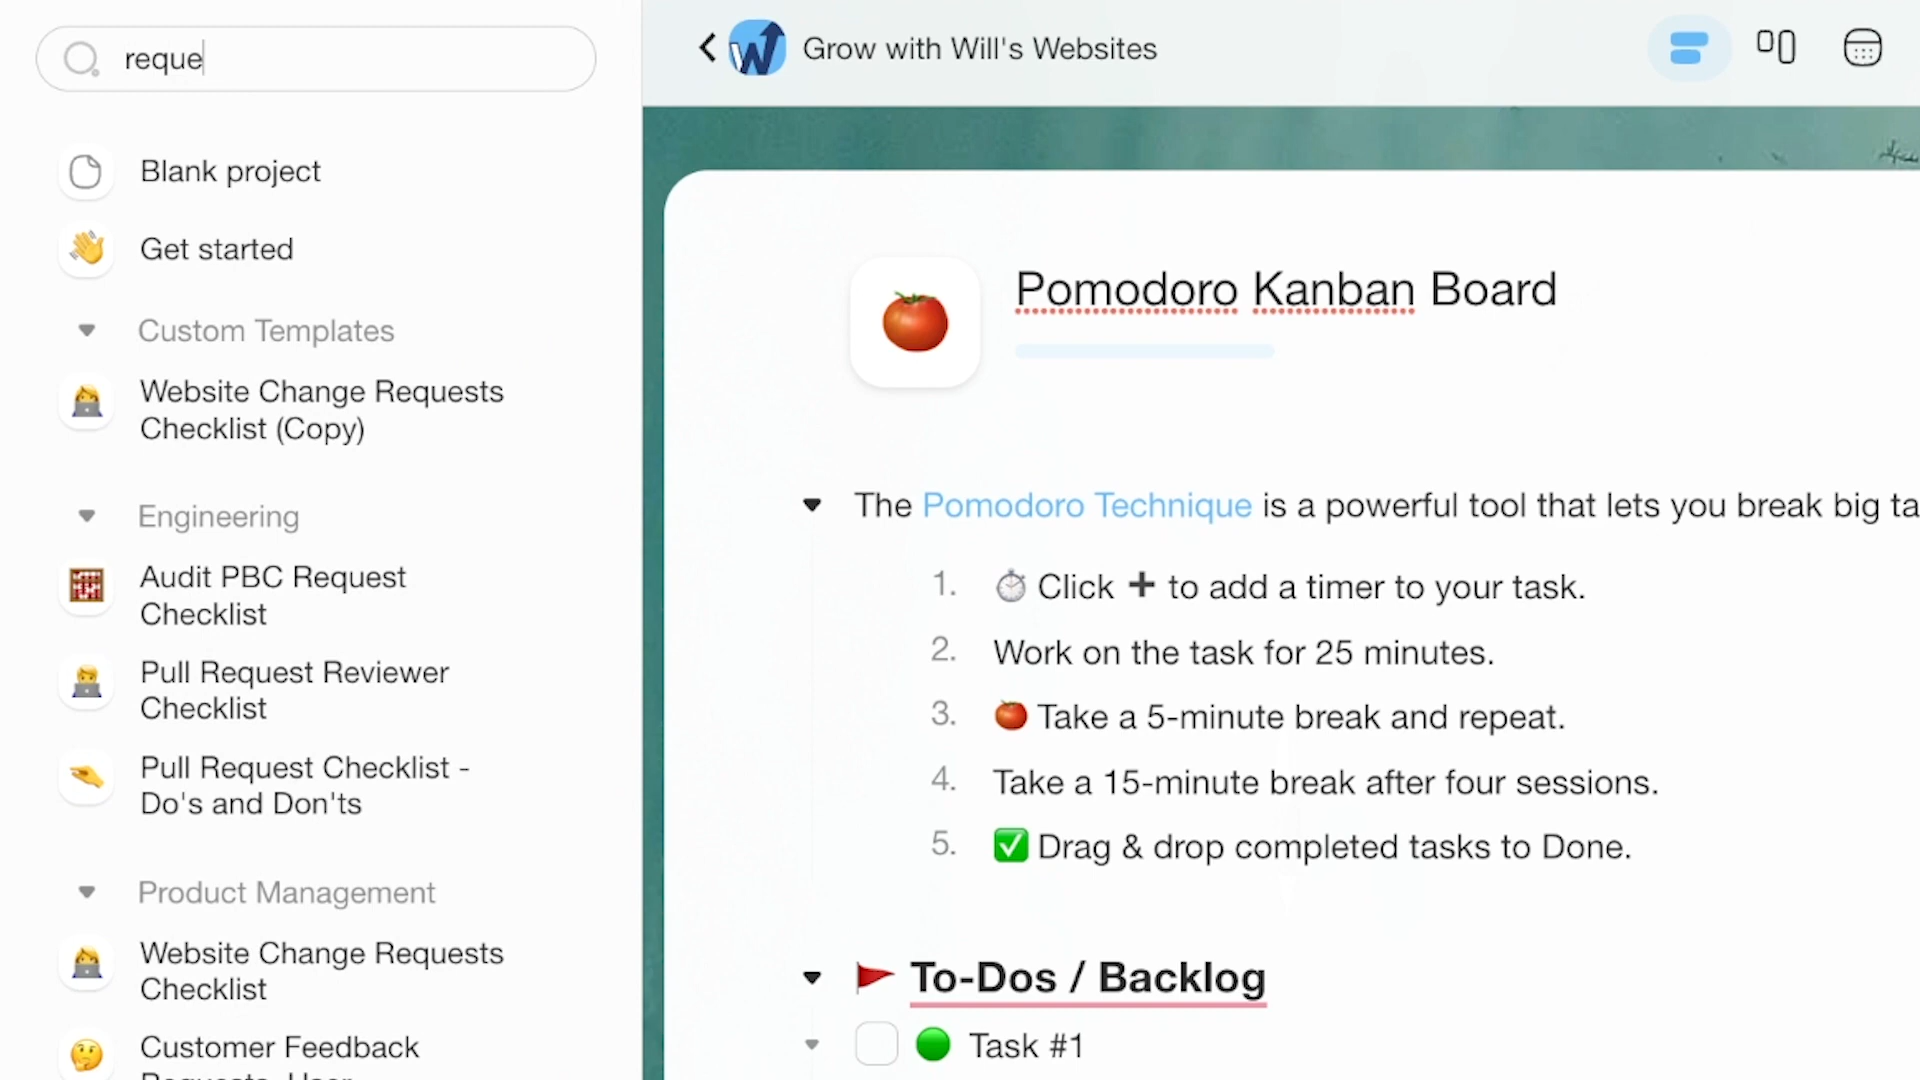 reque
Blank project
Get started
Custom Templates
Website Change Requests
Checklist (Copy)
Engineering
Audit PBC Request
Checklist
Pull Request Reviewer
Checklist
Pull Request Checklist -
Do's and Don'ts
Product Management
Website Change Requests
Checklist
Customer Feedback
Grow with Will's Websites
Pomodoro Kanban Board
The Pomodoro Technique is a powerful tool that lets you break big ta
1. Click + to add a timer to your task.
2. Work on the task for 25 minutes.
3. Take a 5-minute break and repeat.
4. Take a 15-minute break after four sessions.
5. Drag & drop completed tasks to Done.
To-Dos / Backlog
Task #1